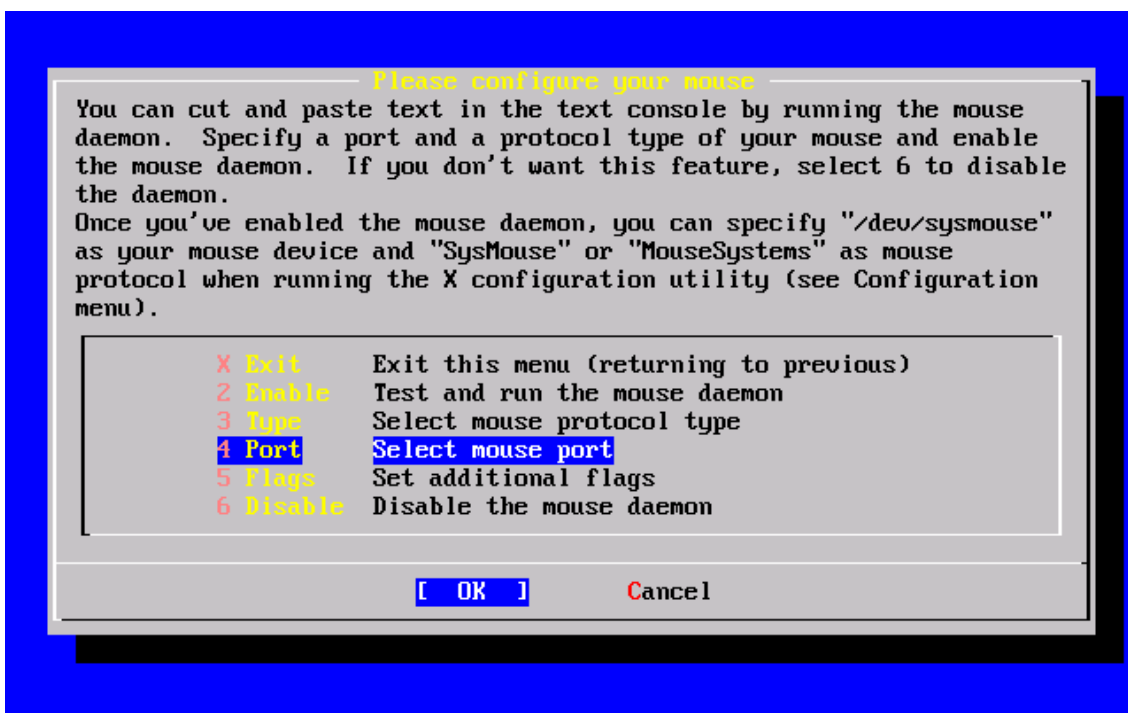 Please configure your mouse
You can cut and paste text in the text console by running the mouse
daemon.  Specify a port and a protocol type of your mouse and enable
the mouse daemon.  If you don't want this feature, select 6 to disable
the daemon.
Once you've enabled the mouse daemon, you can specify "/dev/sysmouse"
as your mouse device and "SysMouse" or "MouseSystems" as mouse
protocol when running the X configuration utility (see Configuration
menu).
X Exit     Exit this menu (returning to previous)
2 Enable   Test and run the mouse daemon
3 Type     Select mouse protocol type
4 Port     Select mouse port
5 Flags    Set additional flags
6 Disable  Disable the mouse daemon
[  OK  ]       Cancel